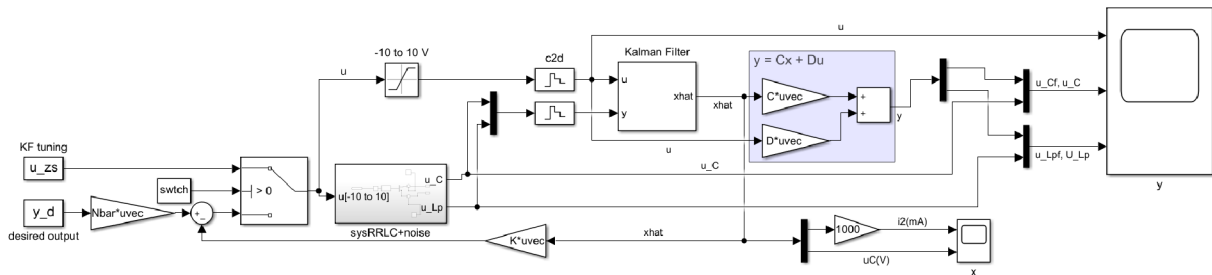 u
-10 to 10 V
c2d
Kalman Filter
y = Cx + Du
u
u
y
xhat
xhat
C*uvec
+
+
y
u_Cf, u_C
KF tuning
u_zs
D*uvec
u
u_C
u_Lpf, U_Lp
y
swtch
> 0
u[-10 to 10]
u_C
u_Lp
y_d
Nbar*uvec
+_
desired output
sysRRLC+noise
K*uvec
xhat
1000
i2(mA)
uC(V)
x